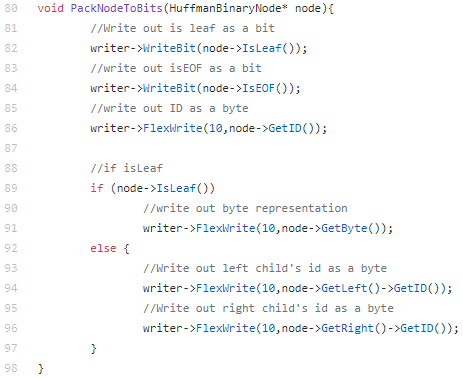 80 void PackNodeToBits(HuffmanBinaryNode* node){
81 //Write out is leaf as a bit
82 writer->WriteBit(node->IsLeaf());
83 //write out isEOF as a bit
84 writer->WriteBit(node->IsEOF());
85 //write out ID as a byte
86 writer->FlexWrite(10,node->GetID());
87
88 //if isLeaf
89 if (node->IsLeaf())
90 //write out byte representation
91 writer->FlexWrite(10,node->GetByte());
92 else {
93 //Write out left child's id as a byte
94 writer->FlexWrite(10,node->GetLeft()->GetID());
95 //Write out right child's id as a byte
96 writer->FlexWrite(10,node->GetRight()->GetID());
97 }
98 }